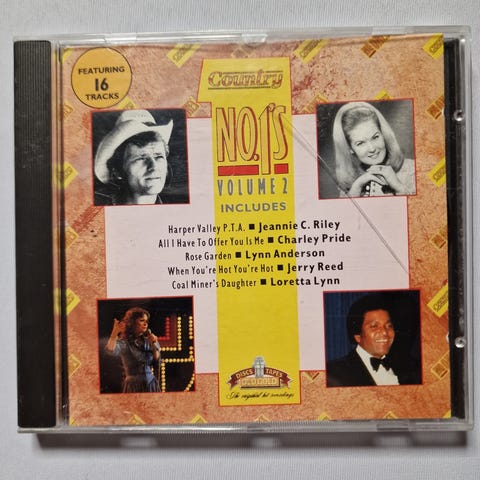 FEATURING
16
TRACKS
Country
NO.1'S
VOLUME 2
INCLUDES
Harper Valley P.T.A. ■ Jeannie C. Riley
All I Have To Offer You Is Me ■ Charley Pride
Rose Garden ■ Lynn Anderson
When You're Hot You're Hot ■ Jerry Reed
Coal Miner's Daughter ■ Loretta Lynn
DISCS TAPES
The original hit recordings